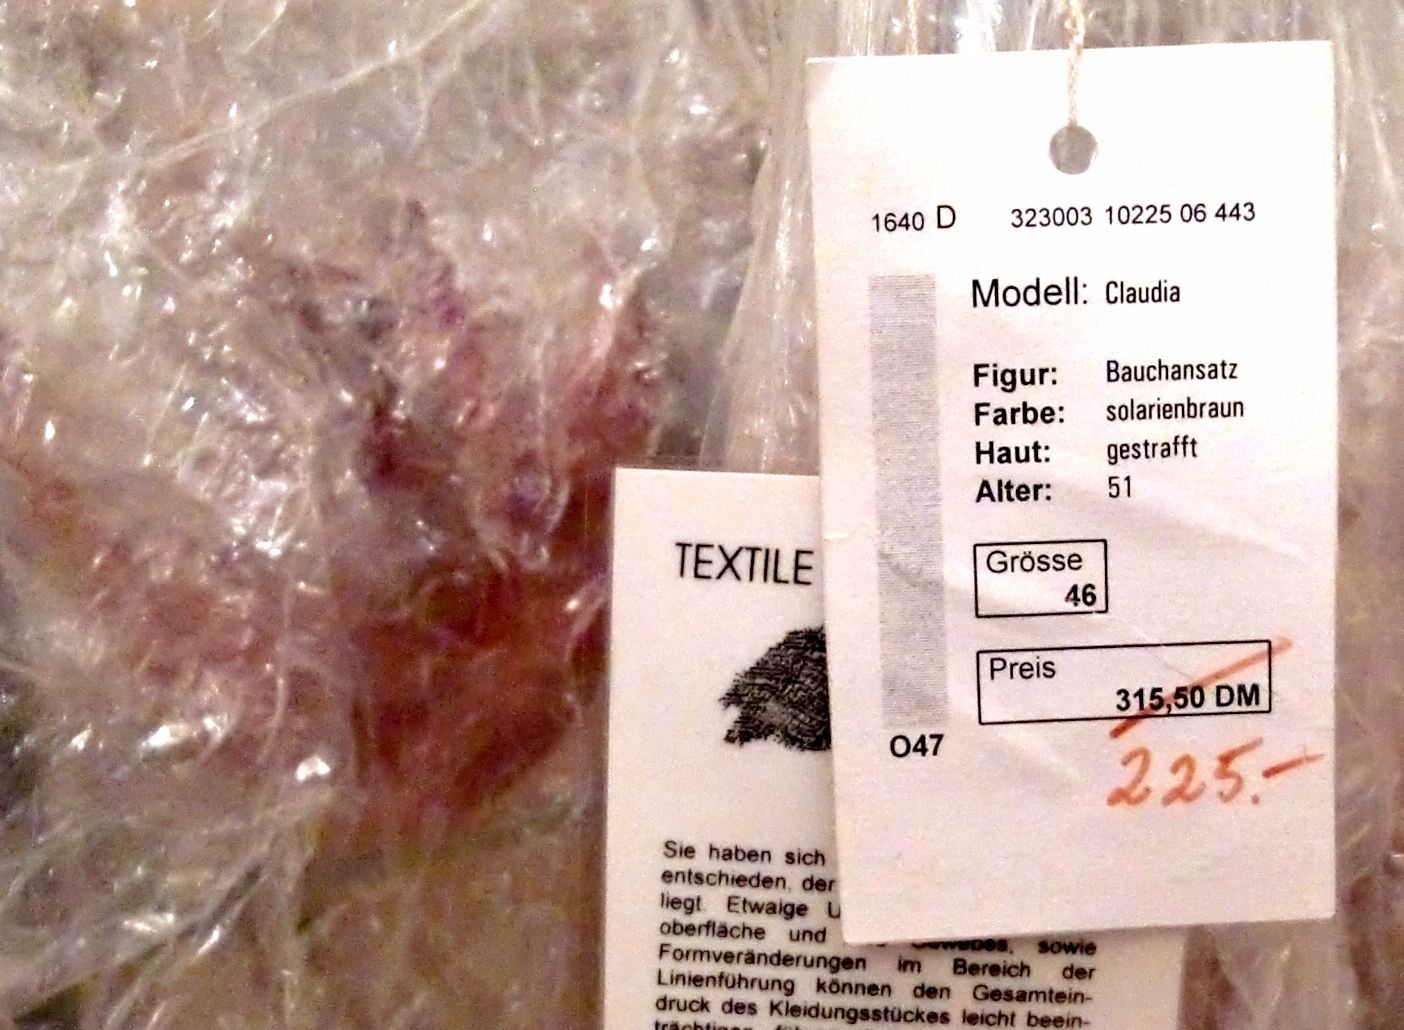 1640 D 323003 10225 06 443
Modell: Claudia
Figur: Bauchansatz
Farbe: solarienbraun
Haut: gestrafft
Alter: 51
Grösse
46
Preis
315,50 DM
225.-
O47
TEXTILE
Sie haben sich
entschieden, der
liegt. Etwaige
oberfläche und Gewebes, sowie
Formveränderungen im Bereich der
Linienführung können den Gesamtein-
druck des Kleidungsstückes leicht beein-